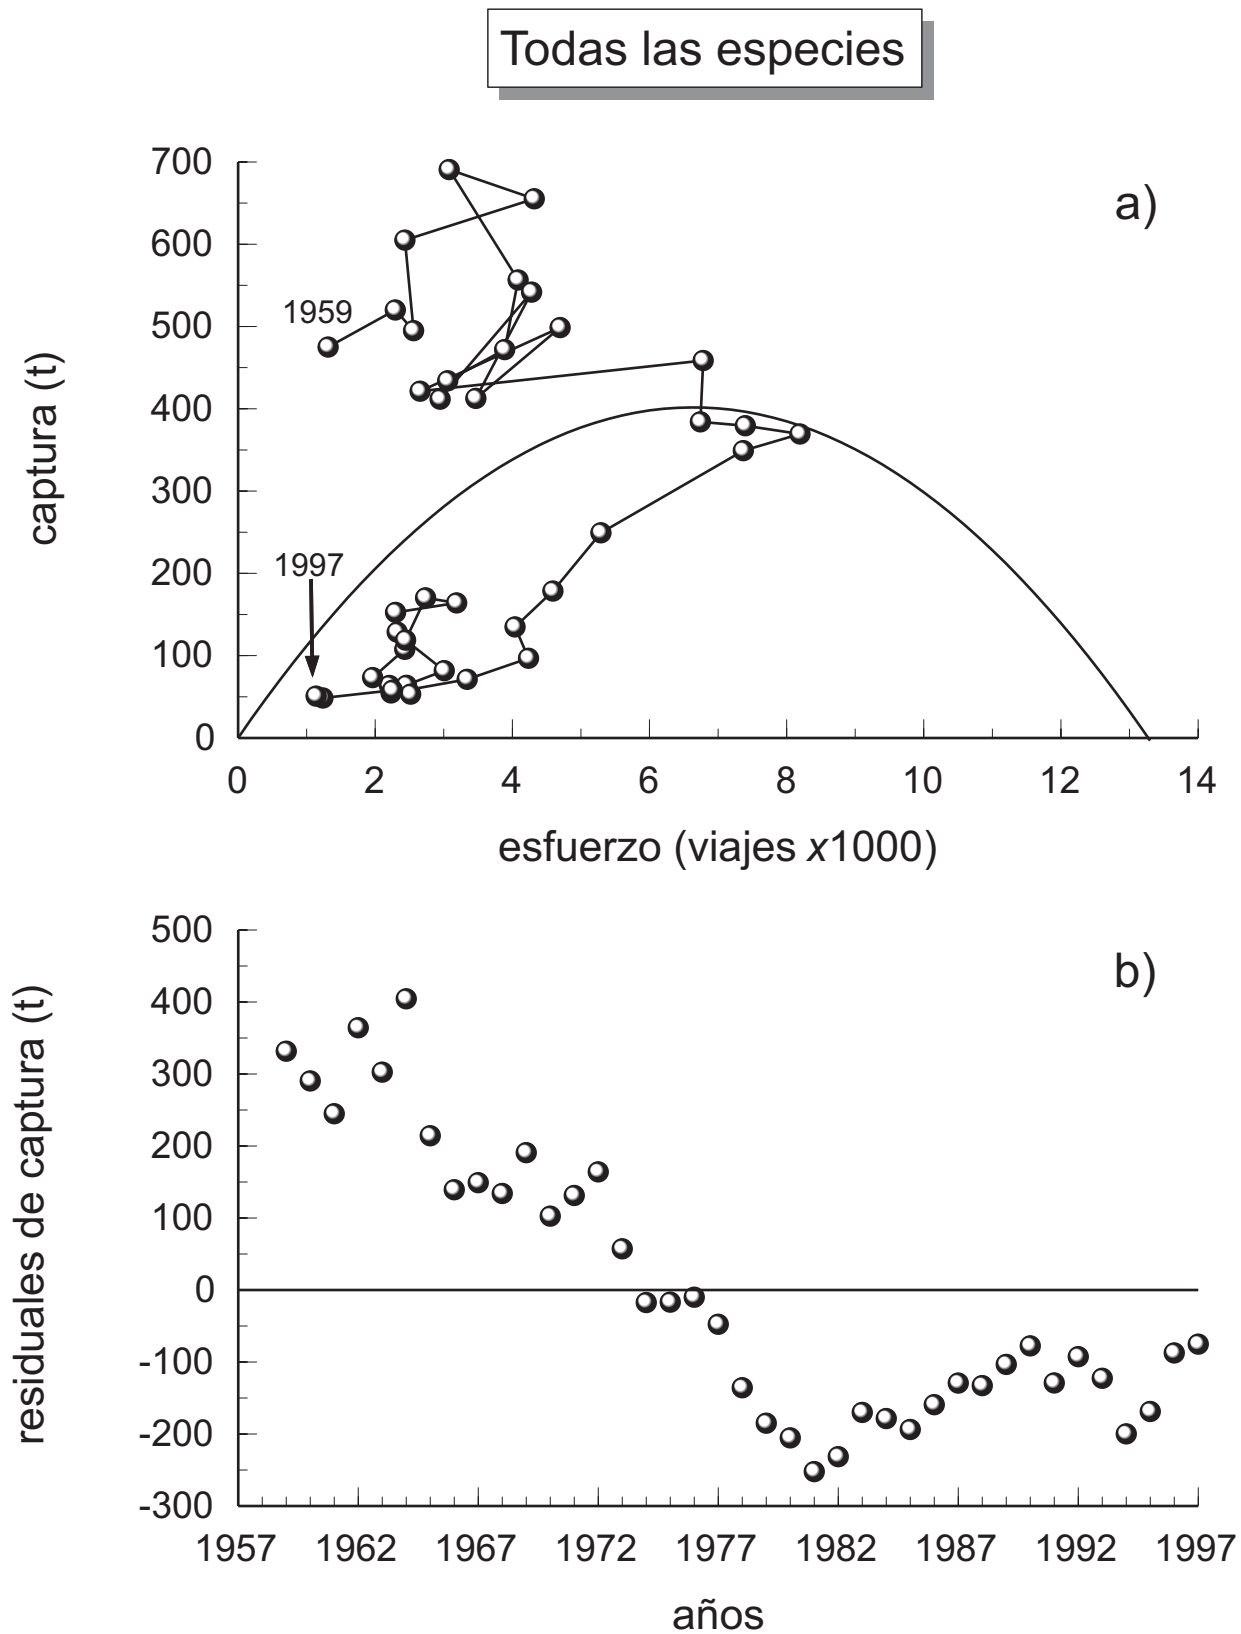 Todas las especies
a)
700
600
500
400
300
200
100
0
captura (t)
1959
1997
0 2 4 6 8 10 12 14
esfuerzo (viajes x1000)
b)
500
400
300
200
100
0
-100
-200
-300
residuales de captura (t)
1957 1962 1967 1972 1977 1982 1987 1992 1997
años